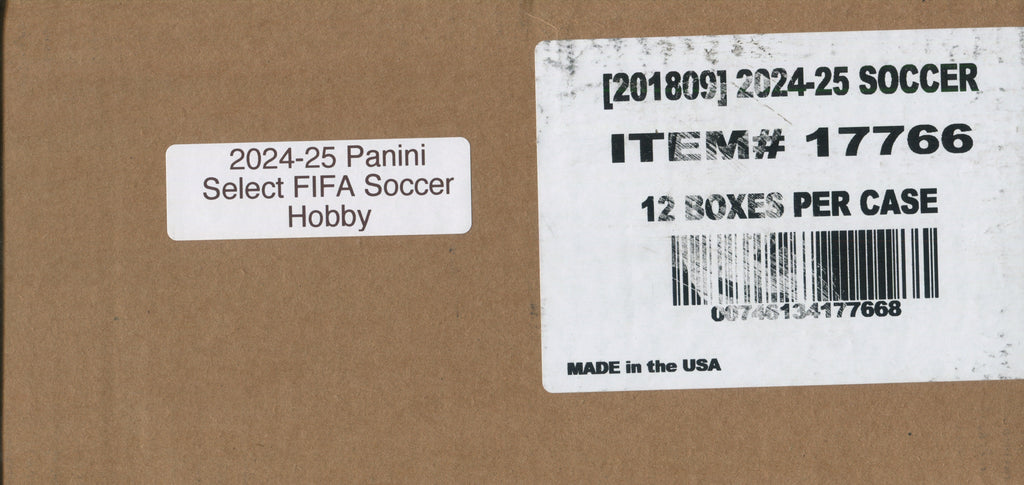 2024-25 Panini
Select FIFA Soccer
Hobby
[201809] 2024-25 SOCCER
ITEM# 17766
12 BOXES PER CASE
00746134177668
MADE in the USA